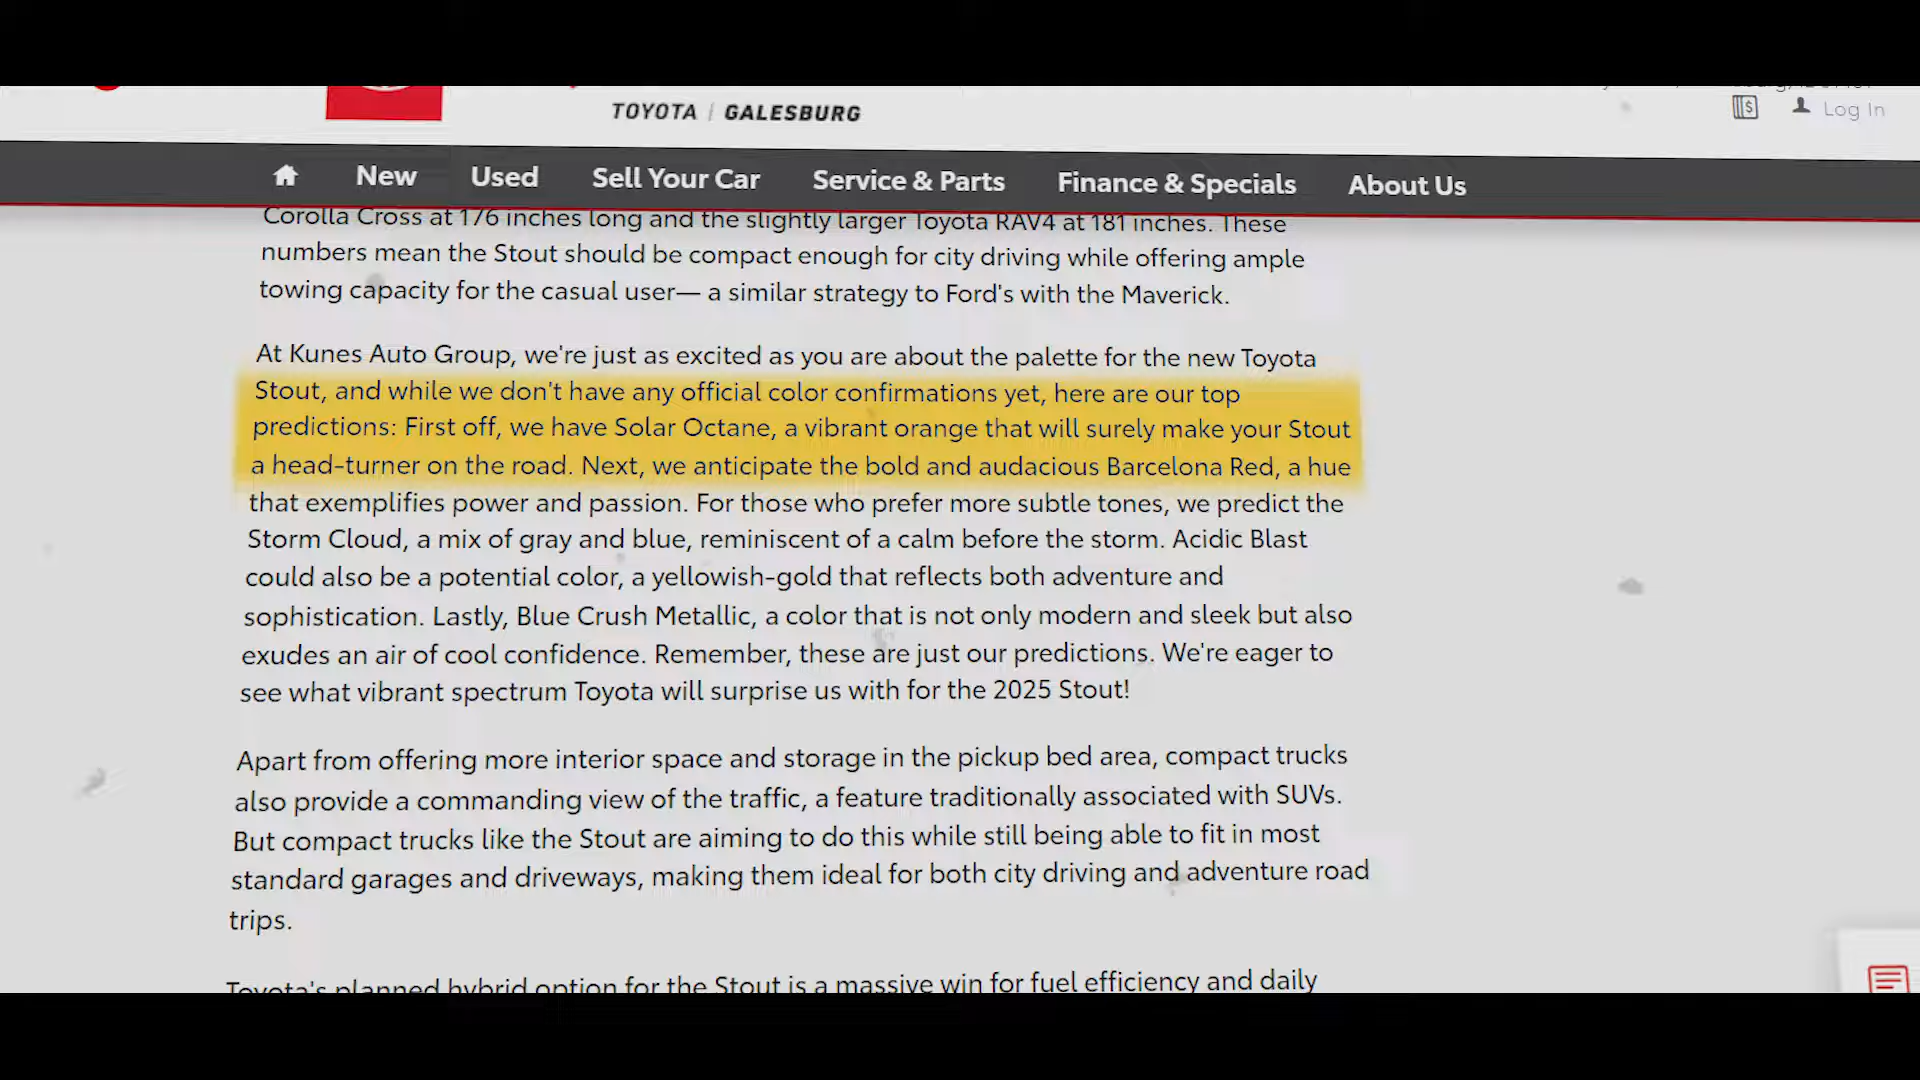 TOYOTA | GALESBURG
Log In
New Used Sell Your Car Service & Parts Finance & Specials About Us
Corolla Cross at 176 inches long and the slightly larger Toyota RAV4 at 181 inches. These
numbers mean the Stout should be compact enough for city driving while offering ample
towing capacity for the casual user— a similar strategy to Ford's with the Maverick.
At Kunes Auto Group, we're just as excited as you are about the palette for the new Toyota
Stout, and while we don't have any official color confirmations yet, here are our top
predictions: First off, we have Solar Octane, a vibrant orange that will surely make your Stout
a head-turner on the road. Next, we anticipate the bold and audacious Barcelona Red, a hue
that exemplifies power and passion. For those who prefer more subtle tones, we predict the
Storm Cloud, a mix of gray and blue, reminiscent of a calm before the storm. Acidic Blast
could also be a potential color, a yellowish-gold that reflects both adventure and
sophistication. Lastly, Blue Crush Metallic, a color that is not only modern and sleek but also
exudes an air of cool confidence. Remember, these are just our predictions. We're eager to
see what vibrant spectrum Toyota will surprise us with for the 2025 Stout!
Apart from offering more interior space and storage in the pickup bed area, compact trucks
also provide a commanding view of the traffic, a feature traditionally associated with SUVs.
But compact trucks like the Stout are aiming to do this while still being able to fit in most
standard garages and driveways, making them ideal for both city driving and adventure road
trips.
Toyota's planned hybrid option for the Stout is a massive win for fuel efficiency and daily